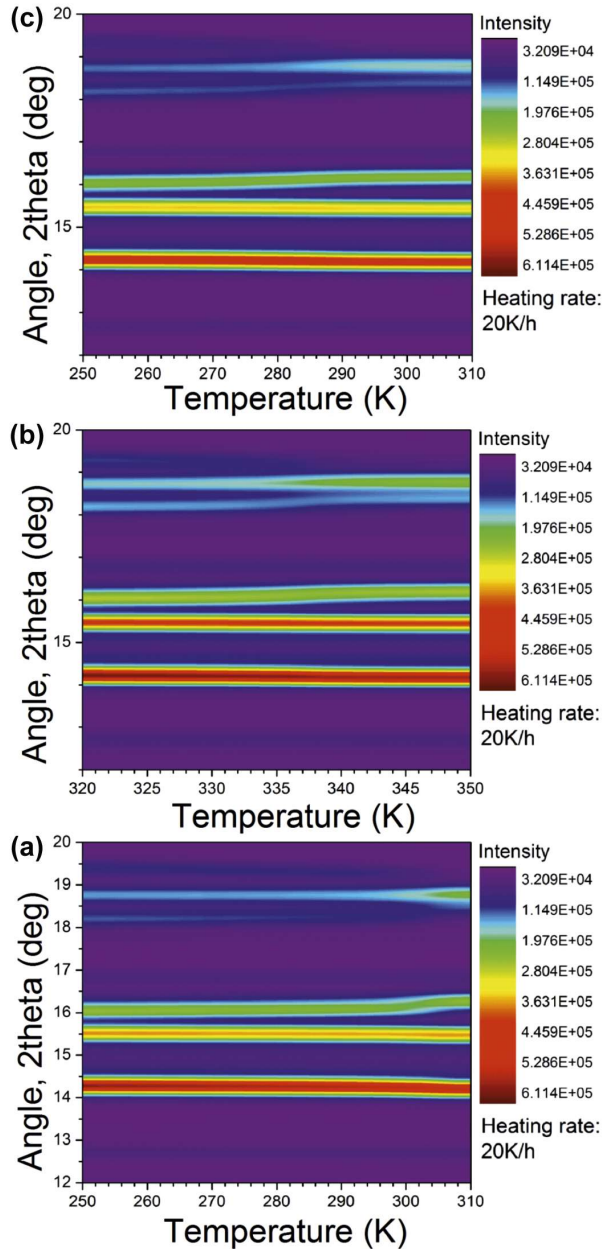 (c)
Intensity
20
3.209E+04
1.149E+05
1.976E+05
2.804E+05
3.631E+05
4.459E+05
5.286E+05
6.114E+05
15
Angle, 2theta (deg)
Heating rate:
20K/h
250 260 270 280 290 300 310
Temperature (K)
(b)
Intensity
20
3.209E+04
1.149E+05
1.976E+05
2.804E+05
3.631E+05
4.459E+05
5.286E+05
6.114E+05
15
Angle, 2theta (deg)
Heating rate:
20K/h
320 325 330 335 340 345 350
Temperature (K)
(a)
Intensity
20
19
18
17
16
15
14
13
12
3.209E+04
1.149E+05
1.976E+05
2.804E+05
3.631E+05
4.459E+05
5.286E+05
6.114E+05
Angle, 2theta (deg)
Heating rate:
20K/h
250 260 270 280 290 300 310
Temperature (K)